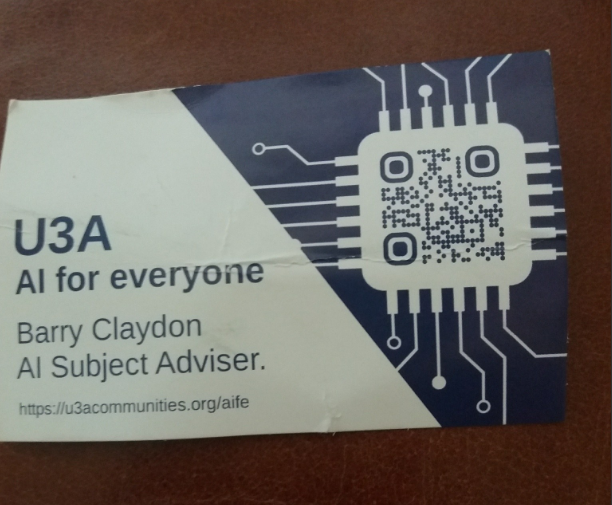 U3A
AI for everyone
Barry Claydon
AI Subject Adviser.
https://u3acommunities.org/aife